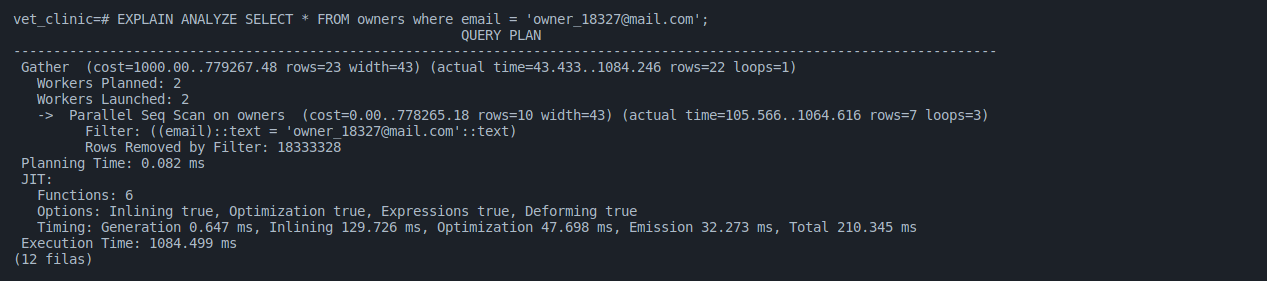 vet_clinic=# EXPLAIN ANALYZE SELECT * FROM owners where email = 'owner_18327@mail.com';
QUERY PLAN
---------------------------------------------------------------------------------------------------------------------------
Gather  (cost=1000.00..779267.48 rows=23 width=43) (actual time=43.433..1084.246 rows=22 loops=1)
Workers Planned: 2
Workers Launched: 2
->  Parallel Seq Scan on owners  (cost=0.00..778265.18 rows=10 width=43) (actual time=105.566..1064.616 rows=7 loops=3)
Filter: ((email)::text = 'owner_18327@mail.com'::text)
Rows Removed by Filter: 18333328
Planning Time: 0.082 ms
JIT:
Functions: 6
Options: Inlining true, Optimization true, Expressions true, Deforming true
Timing: Generation 0.647 ms, Inlining 129.726 ms, Optimization 47.698 ms, Emission 32.273 ms, Total 210.345 ms
Execution Time: 1084.499 ms
(12 filas)